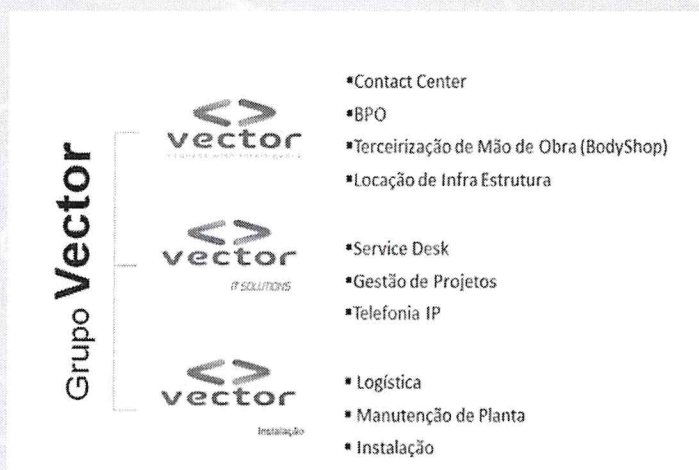 Grupo Vector
vector
▪Contact Center
▪BPO
▪Terceirização de Mão de Obra (BodyShop)
▪Locação de Infra Estrutura
vector
IT SOLUTIONS
▪Service Desk
▪Gestão de Projetos
▪Telefonia IP
vector
Instalação
▪ Logística
▪ Manutenção de Planta
▪ Instalação